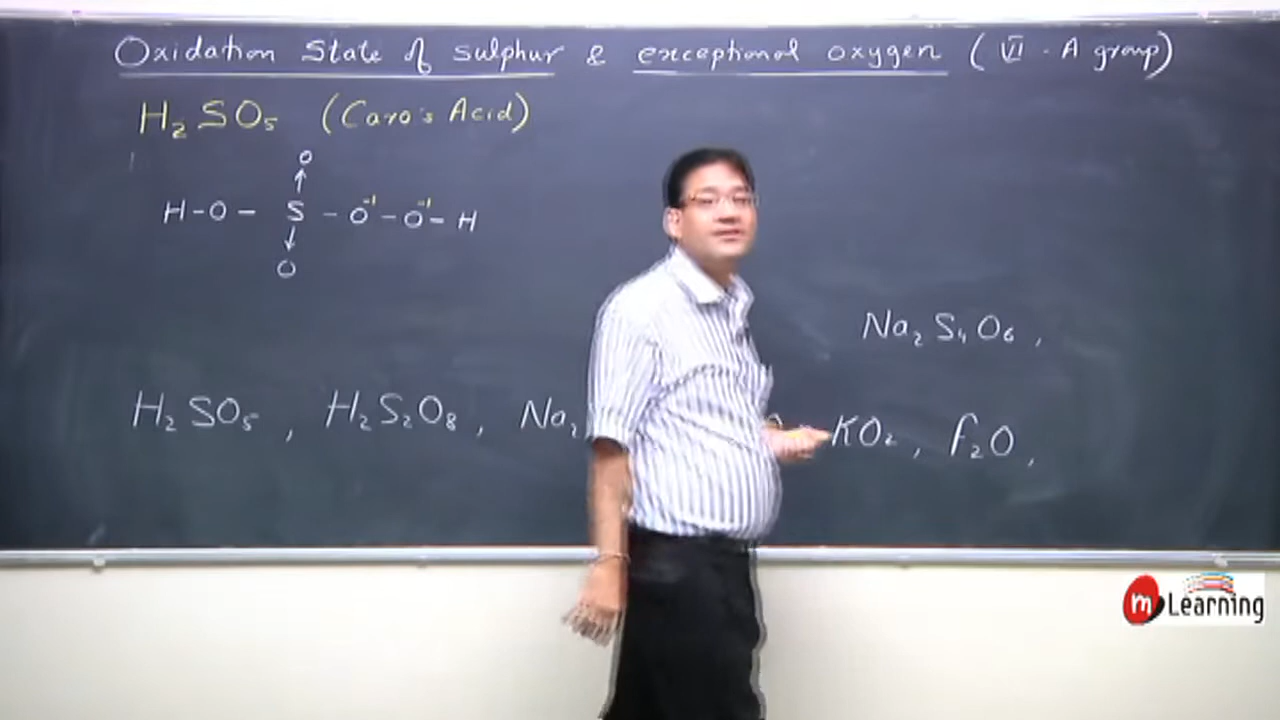 Oxidation State of sulphur & exceptional oxygen (VI - A group)
H₂SO₅ (Caro's Acid)
O
↑
H-O-S-O⁻¹-O⁻¹-H
↓
O
Na₂S₄O₆,
H₂SO₅, H₂S₂O₈, Na₂ KO₂, F₂O,
m Learning